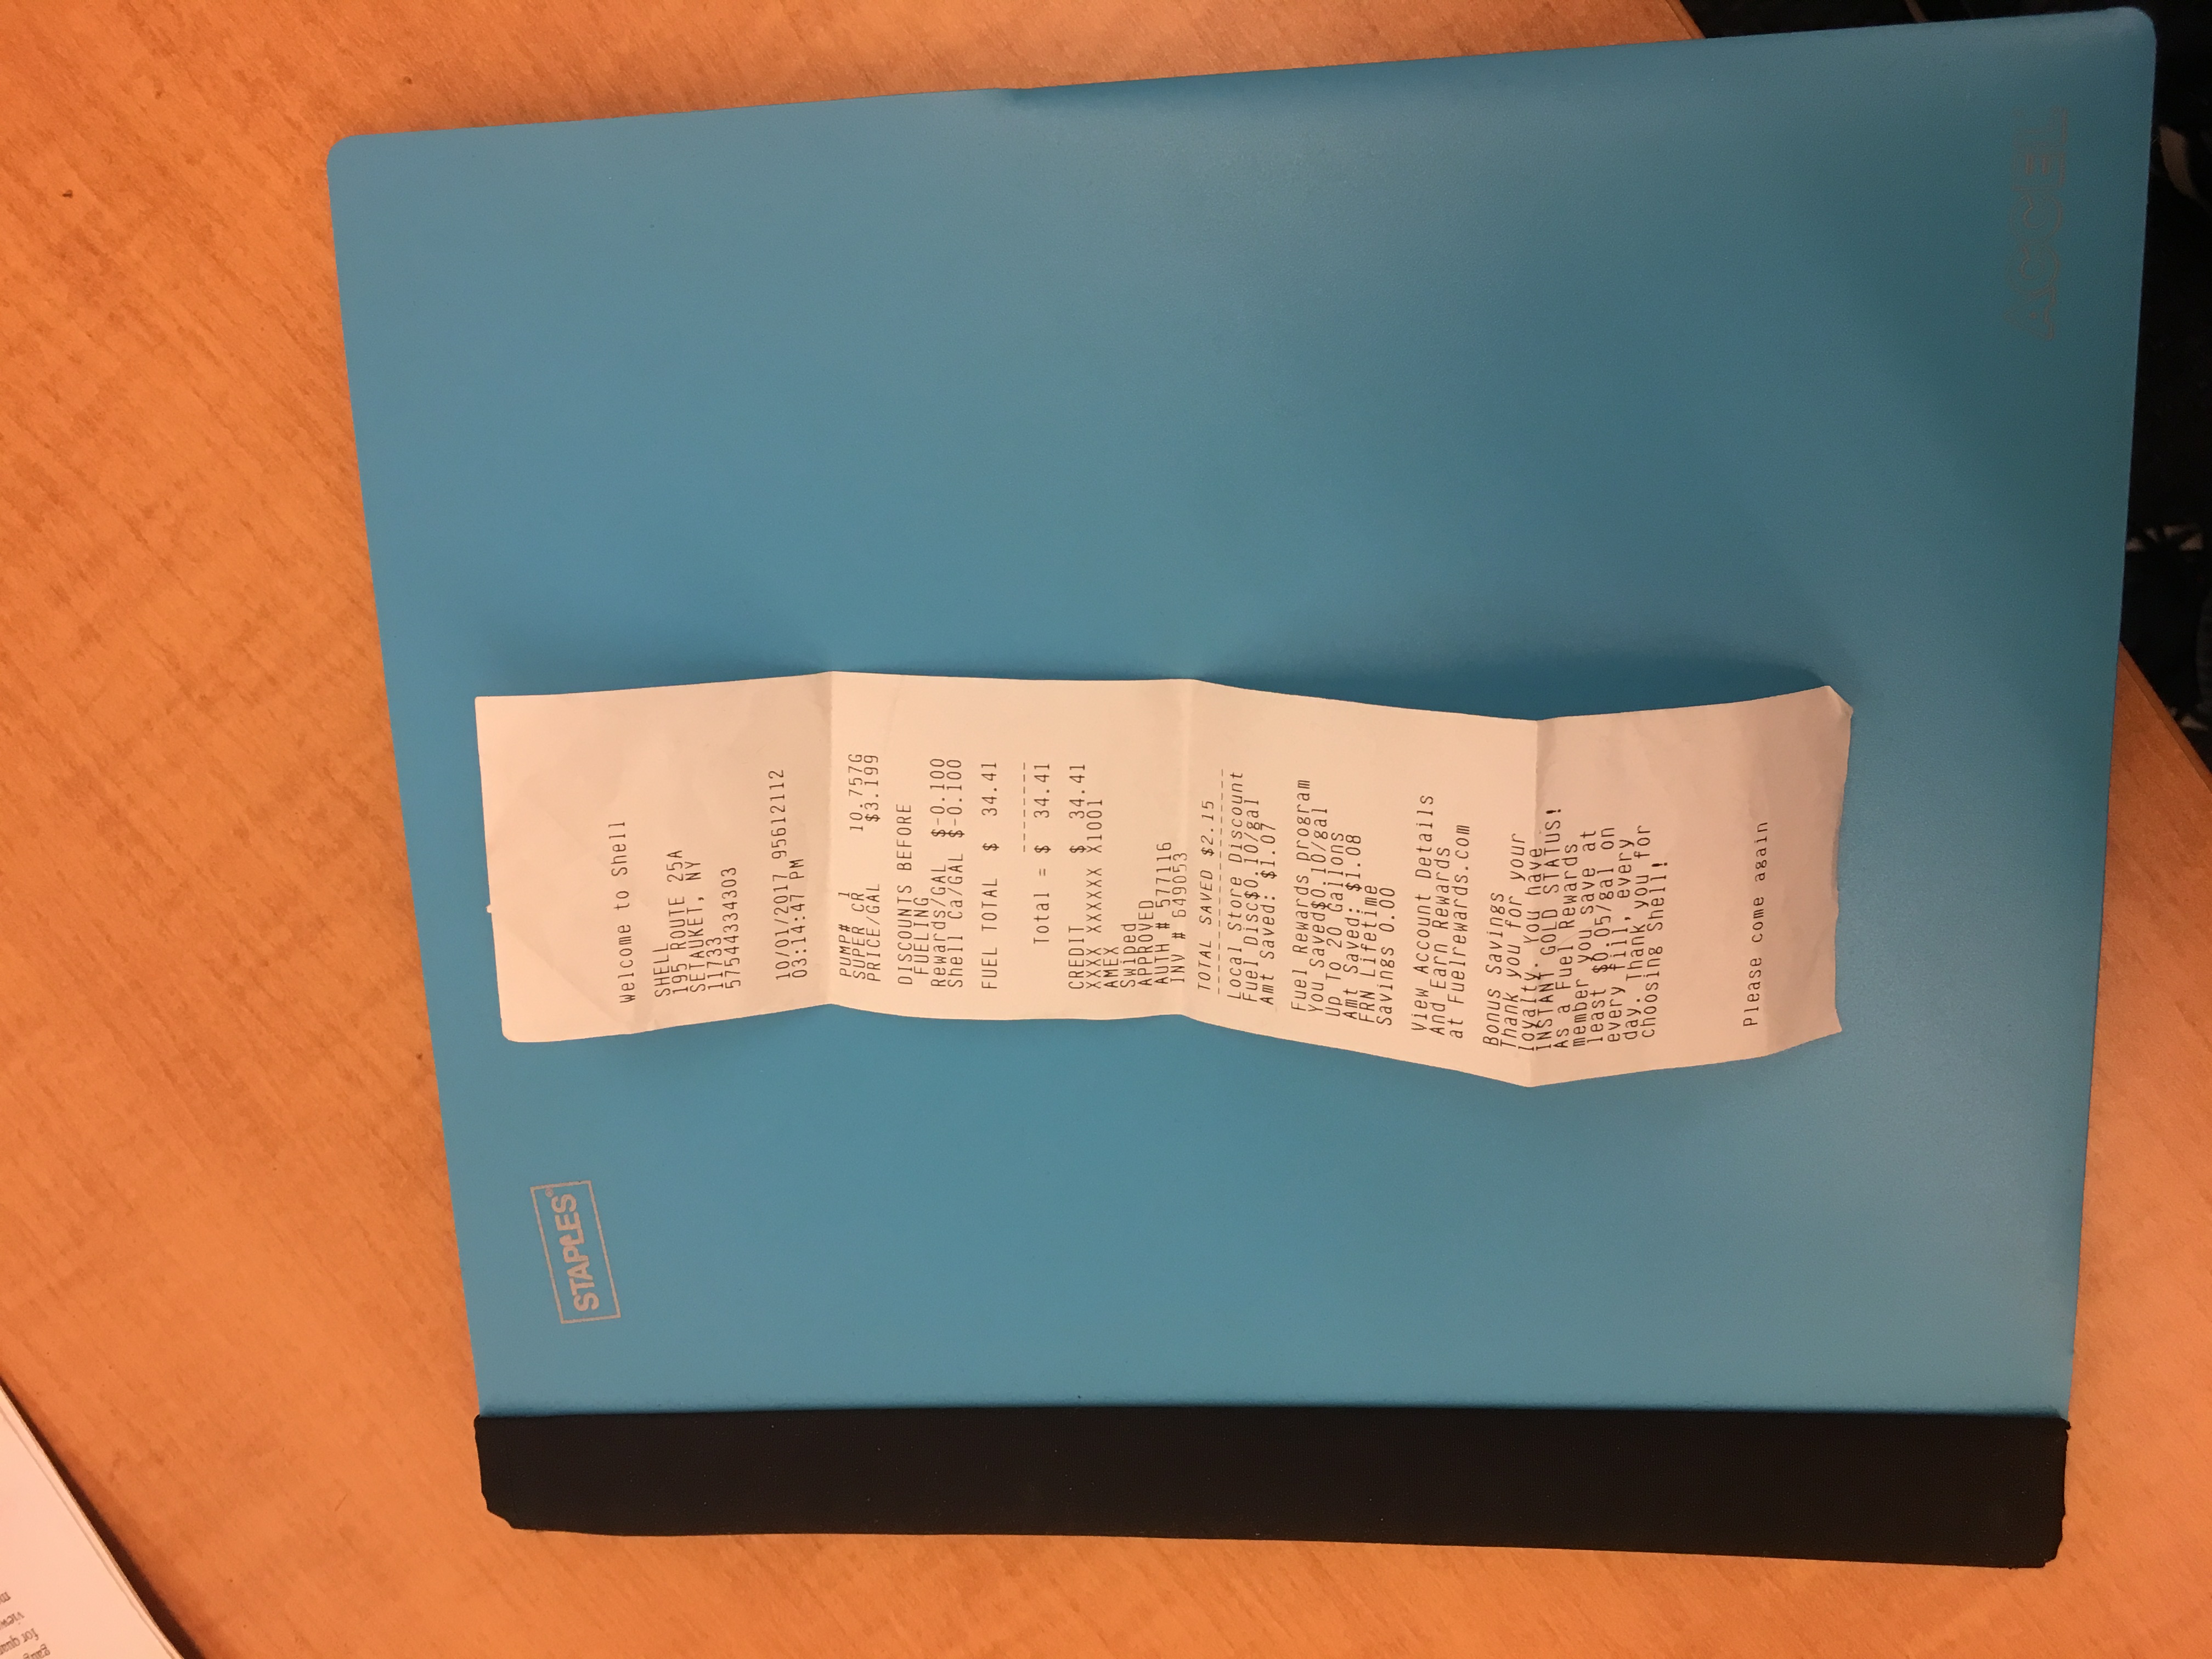 STAPLES®
Welcome to Shell
SHELL
195 ROUTE 25A
SETAUKET, NY
11733
57544334303
10/01/2017 95612112
03:14:47 PM
PUMP# 1
SUPER CR 10.757G
PRICE/GAL $3.199
DISCOUNTS BEFORE
FUELING
Rewards/GAL $-0.100
Shell Ca/GAL $-0.100
FUEL TOTAL $ 34.41
--------
Total = $ 34.41
CREDIT $ 34.41
XXXX XXXXXX X1001
AMEX
Swiped
APPROVED
AUTH # 577116
INV # 649053
TOTAL SAVED $2.15
--------------------
Local Store Discount
Fuel Disc$0.10/gal
Amt Saved: $1.07
Fuel Rewards program
You Saved$0.10/gal
Up To 20 Gallons
Amt Saved: $1.08
FRN Lifetime
Savings 0.00
View Account Details
And Earn Rewards
at Fuelrewards.com
Bonus Savings
Thank you for your
loyalty. You have
INSTANT GOLD STATUS!
As a Fuel Rewards
member you save at
least $0.05/gal on
every fill, every
day. Thank you for
choosing Shell!
Please come again
ACCEL